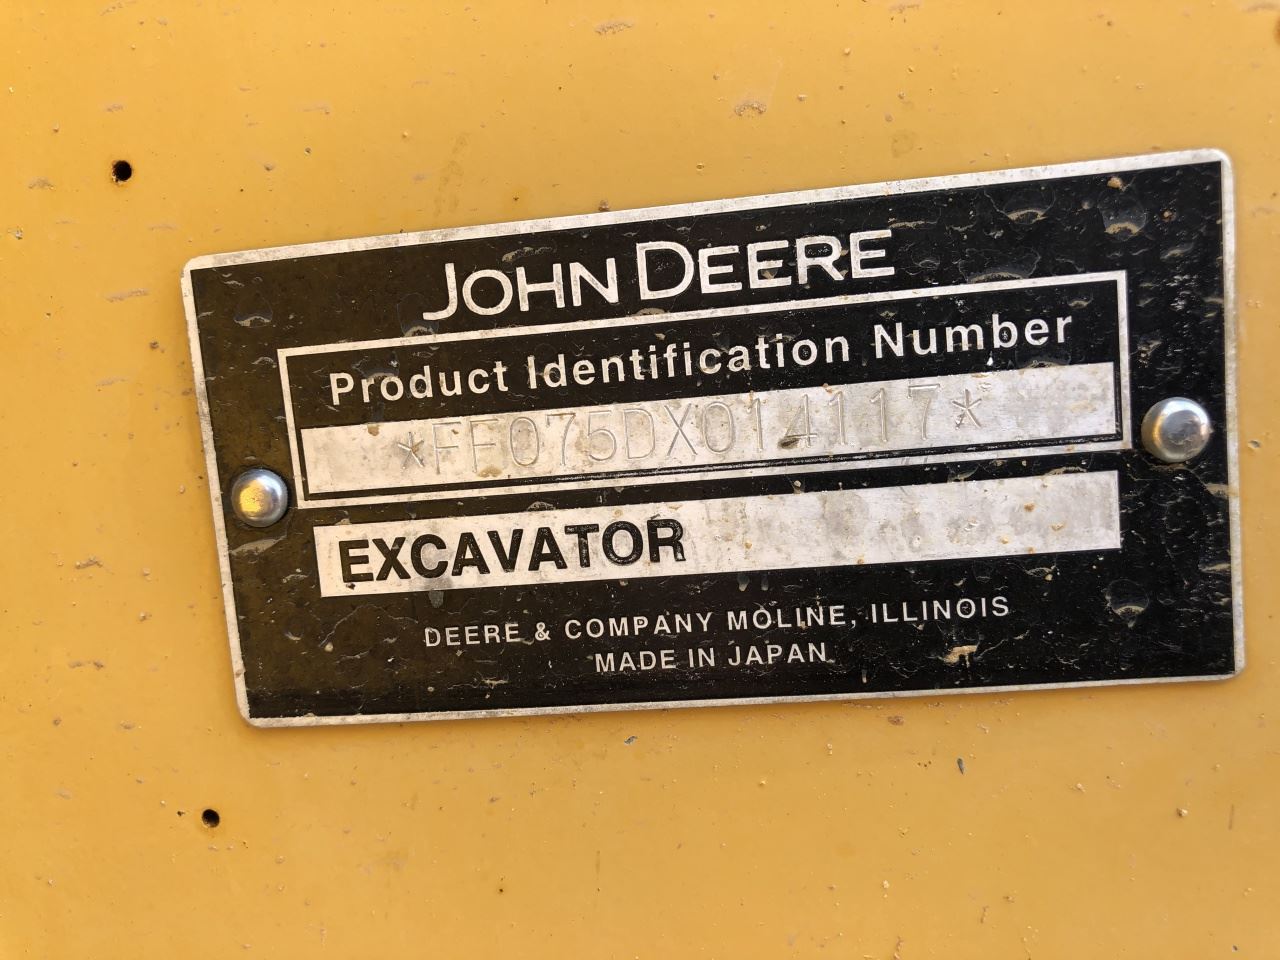 JOHN DEERE
Product Identification Number
*FF075DX014117*
EXCAVATOR
DEERE & COMPANY MOLINE, ILLINOIS
MADE IN JAPAN